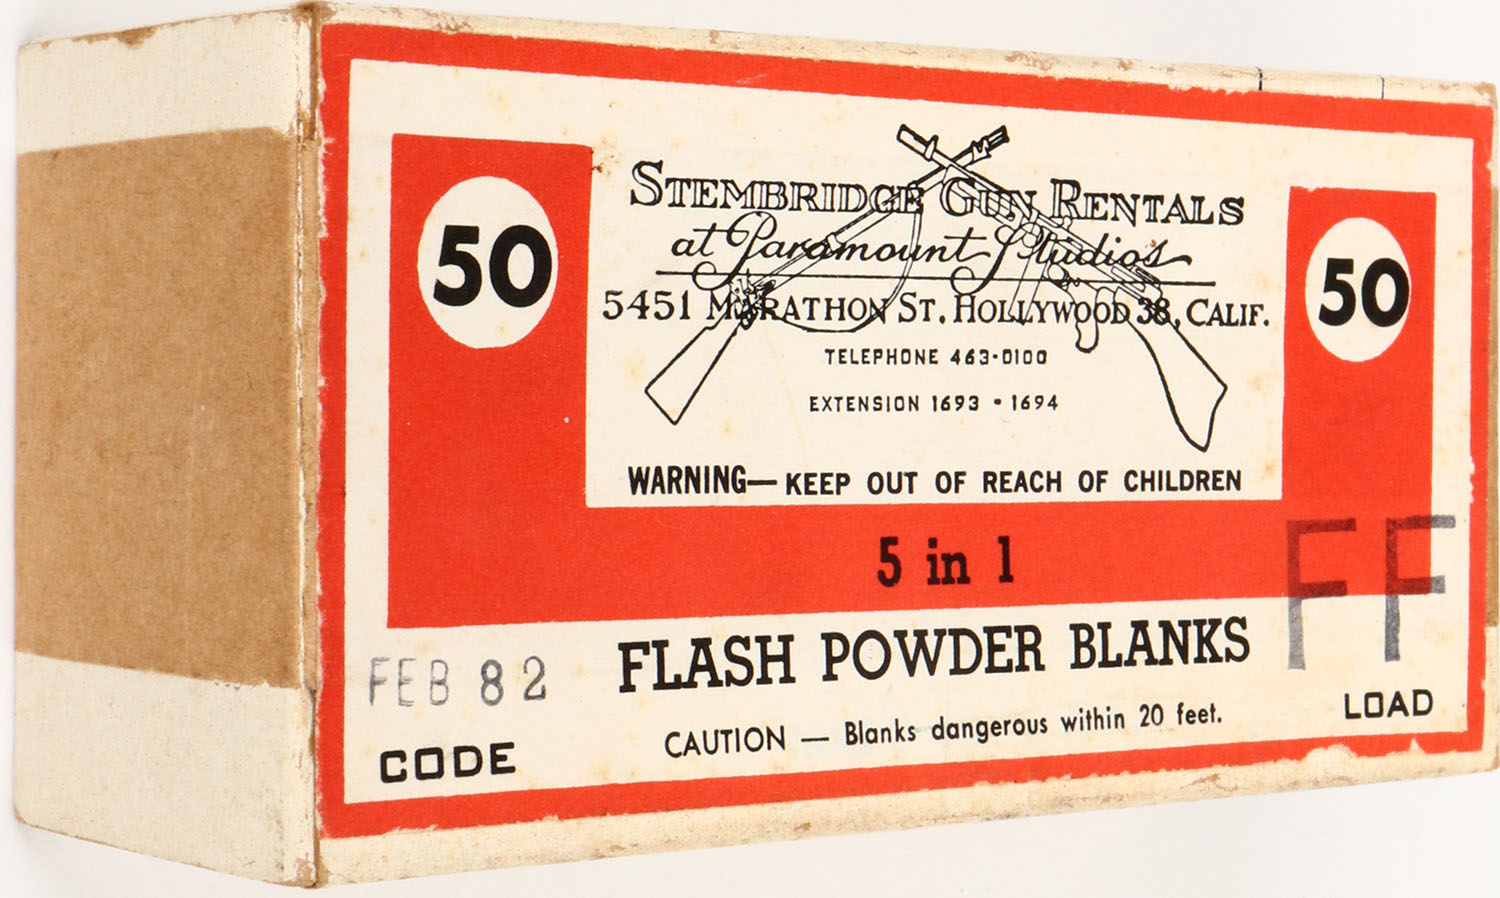 50
STEMBRIDGE GUN RENTALS
at Paramount Studios
5451 MARATHON ST. HOLLYWOOD 38, CALIF.
TELEPHONE 463-0100
EXTENSION 1693 - 1694
WARNING—KEEP OUT OF REACH OF CHILDREN
50
5 in 1
FLASH POWDER BLANKS
CAUTION — Blanks dangerous within 20 feet.
FEB 82
CODE
FF
LOAD